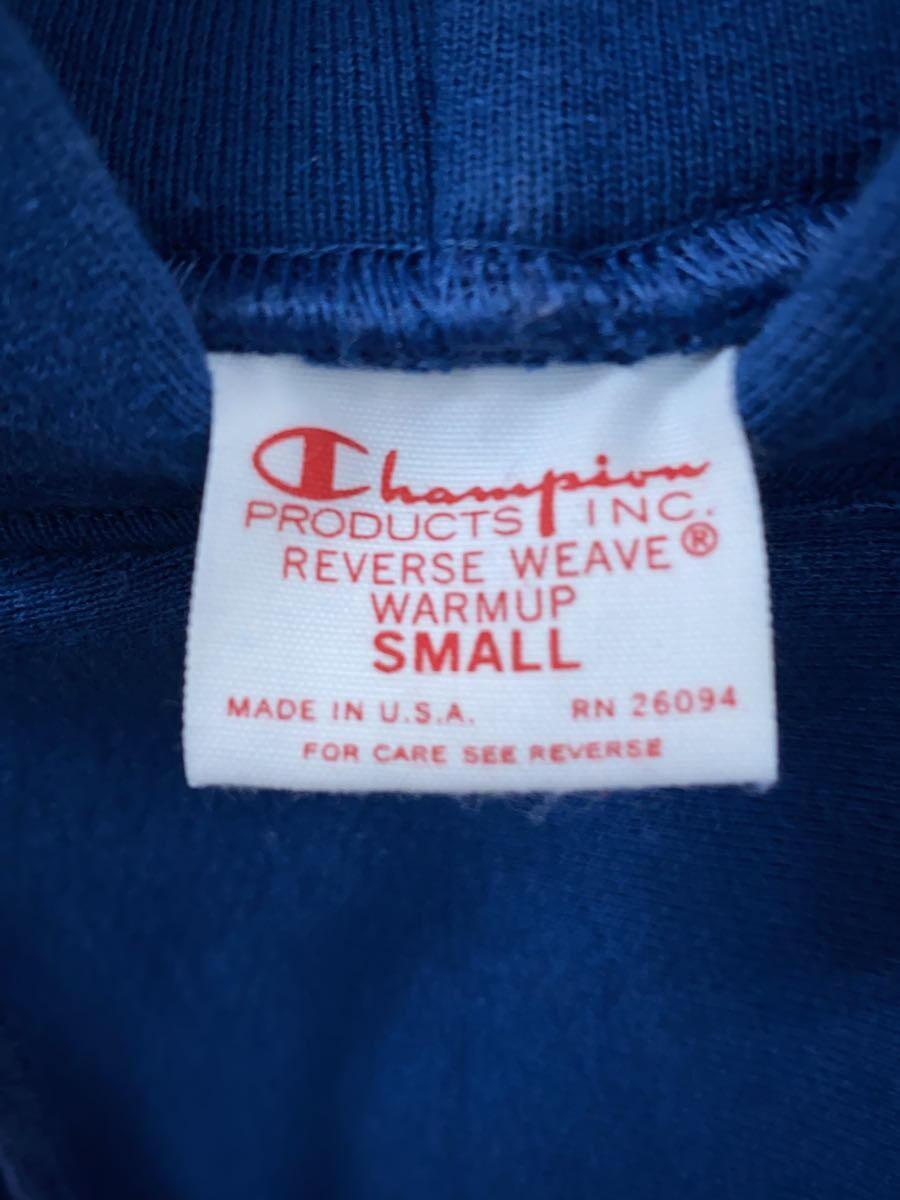 Champion
PRODUCTS INC.
REVERSE WEAVE®
WARMUP
SMALL
MADE IN U.S.A. RN 26094
FOR CARE SEE REVERSE